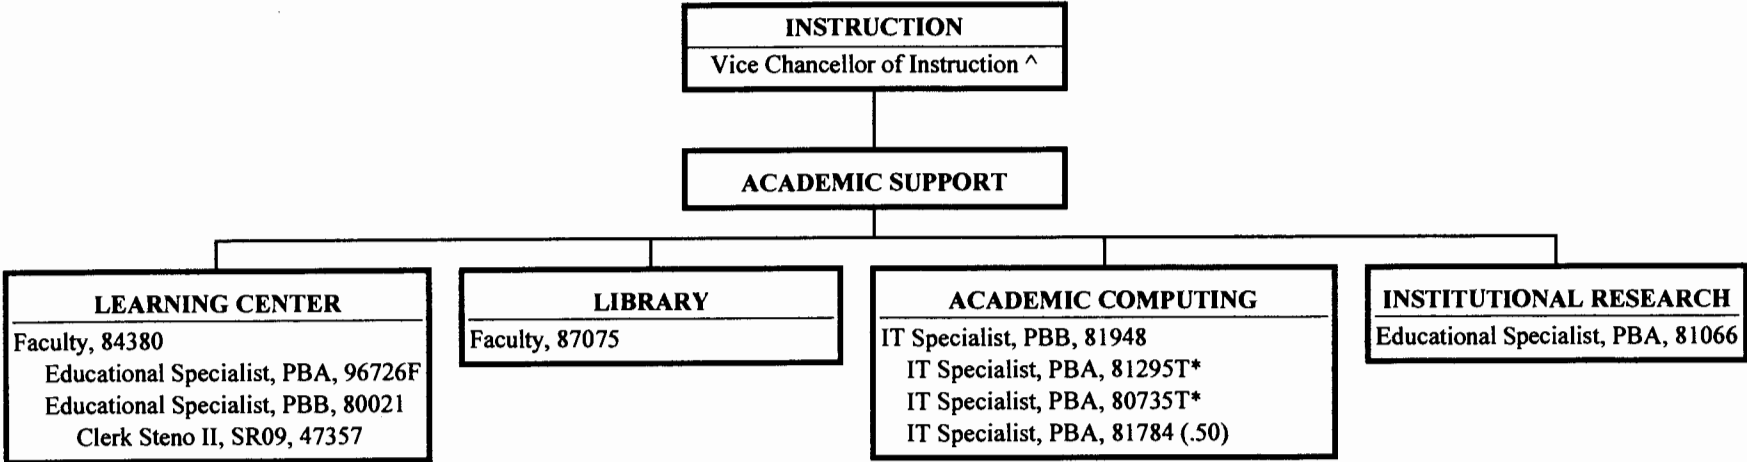 INSTRUCTION
Vice Chancellor of Instruction ^
ACADEMIC SUPPORT
LEARNING CENTER
Faculty, 84380
Educational Specialist, PBA, 96726F
Educational Specialist, PBB, 80021
Clerk Steno II, SR09, 47357
LIBRARY
Faculty, 87075
ACADEMIC COMPUTING
IT Specialist, PBB, 81948
IT Specialist, PBA, 81295T*
IT Specialist, PBA, 80735T*
IT Specialist, PBA, 81784 (.50)
INSTITUTIONAL RESEARCH
Educational Specialist, PBA, 81066